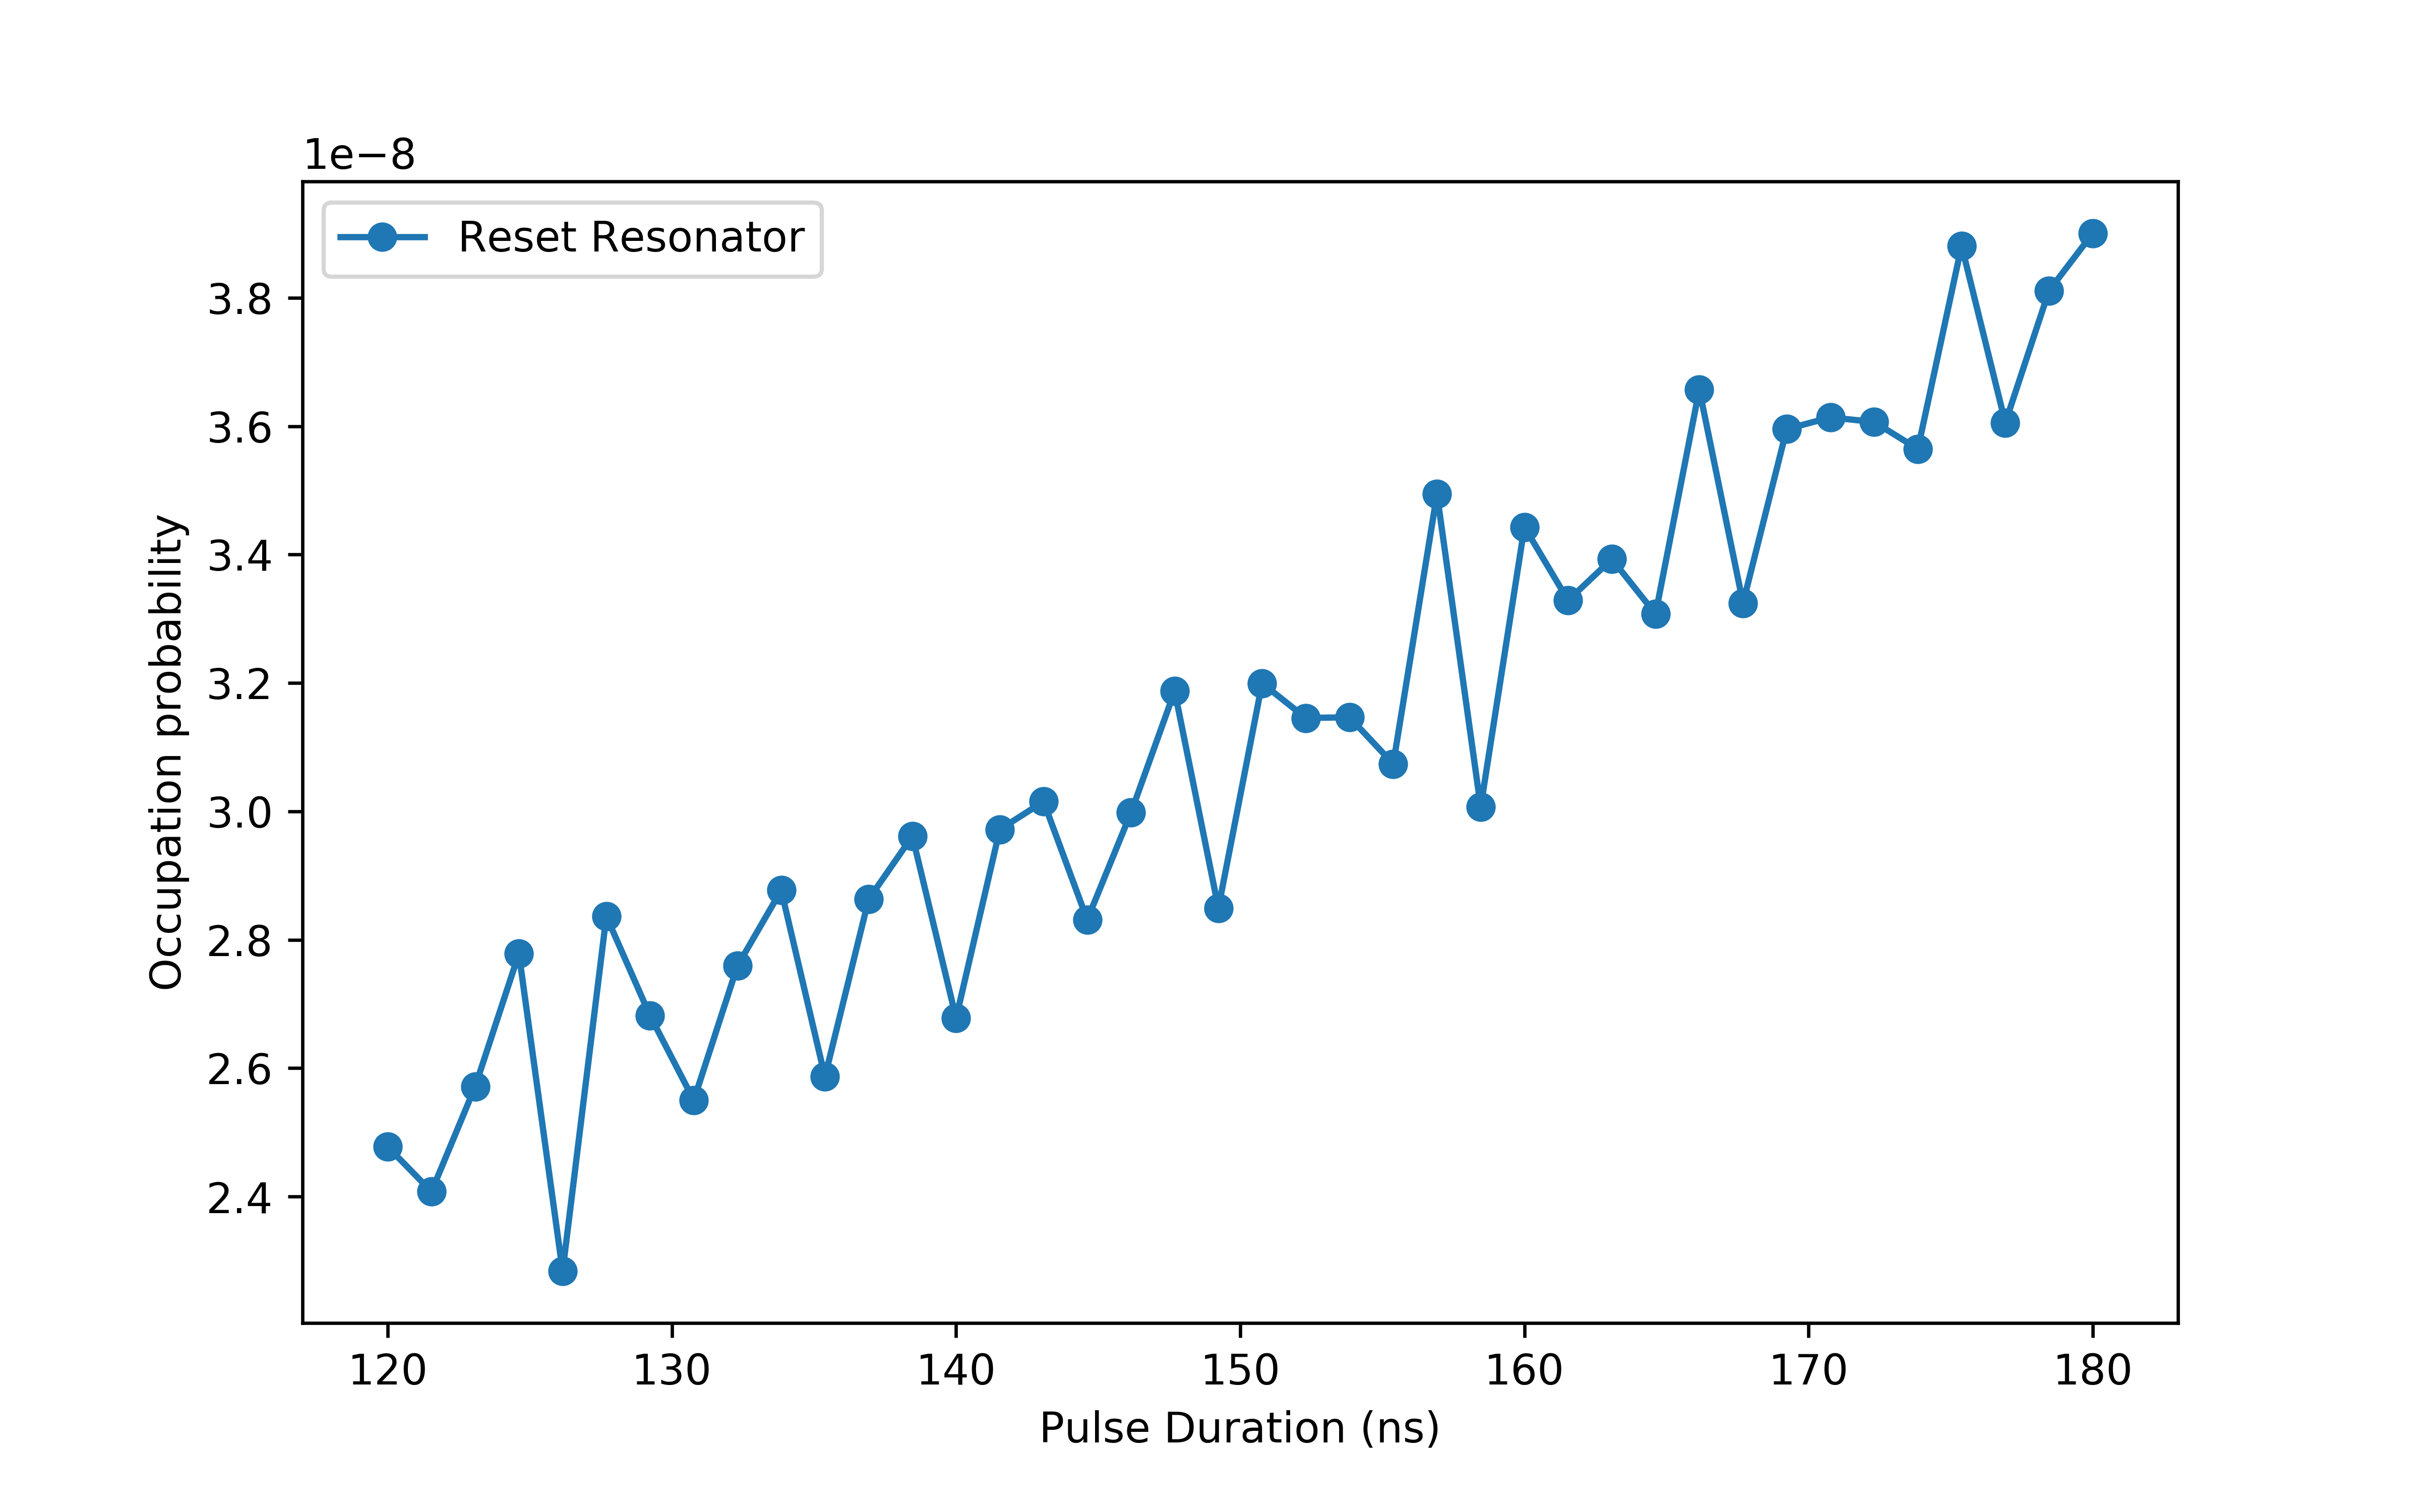 1e−8
Reset Resonator
3.8
3.6
3.4
3.2
3.0
2.8
2.6
2.4
Occupation probability
120 130 140 150 160 170 180
Pulse Duration (ns)